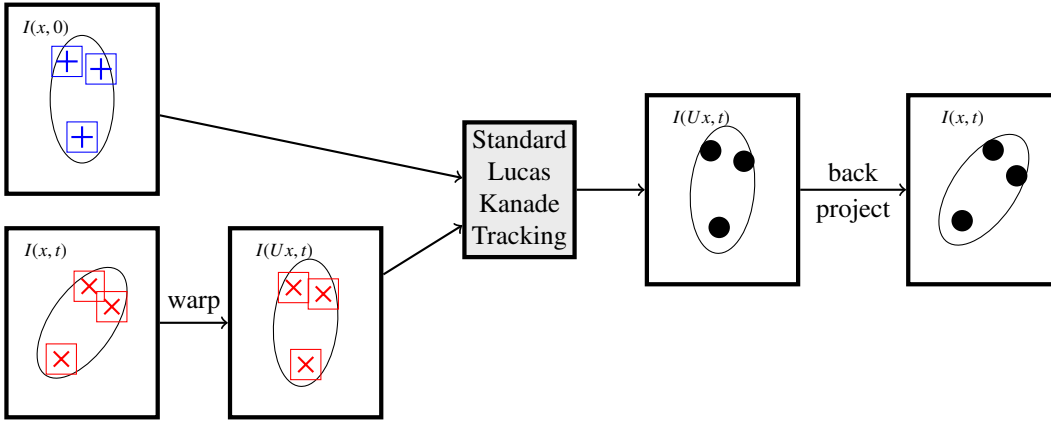 I(x,0)
I(x,t)
warp
I(Ux,t)
Standard
Lucas
Kanade
Tracking
I(Ux,t)
back
project
I(x,t)